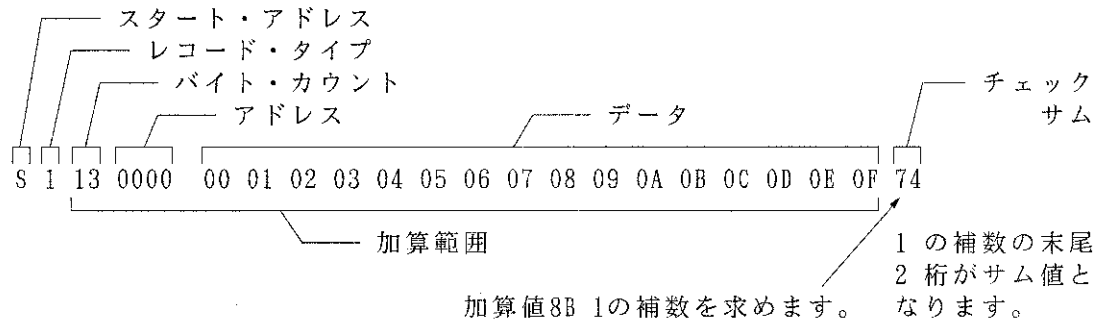 スタート・アドレス
レコード・タイプ
バイト・カウント
アドレス
データ
チェック
サム
S 1 13 0000 00 01 02 03 04 05 06 07 08 09 0A 0B 0C 0D 0E 0F 74
加算範囲
加算値8B 1の補数を求めます。
1 の補数の末尾
2 桁がサム値と
なります。